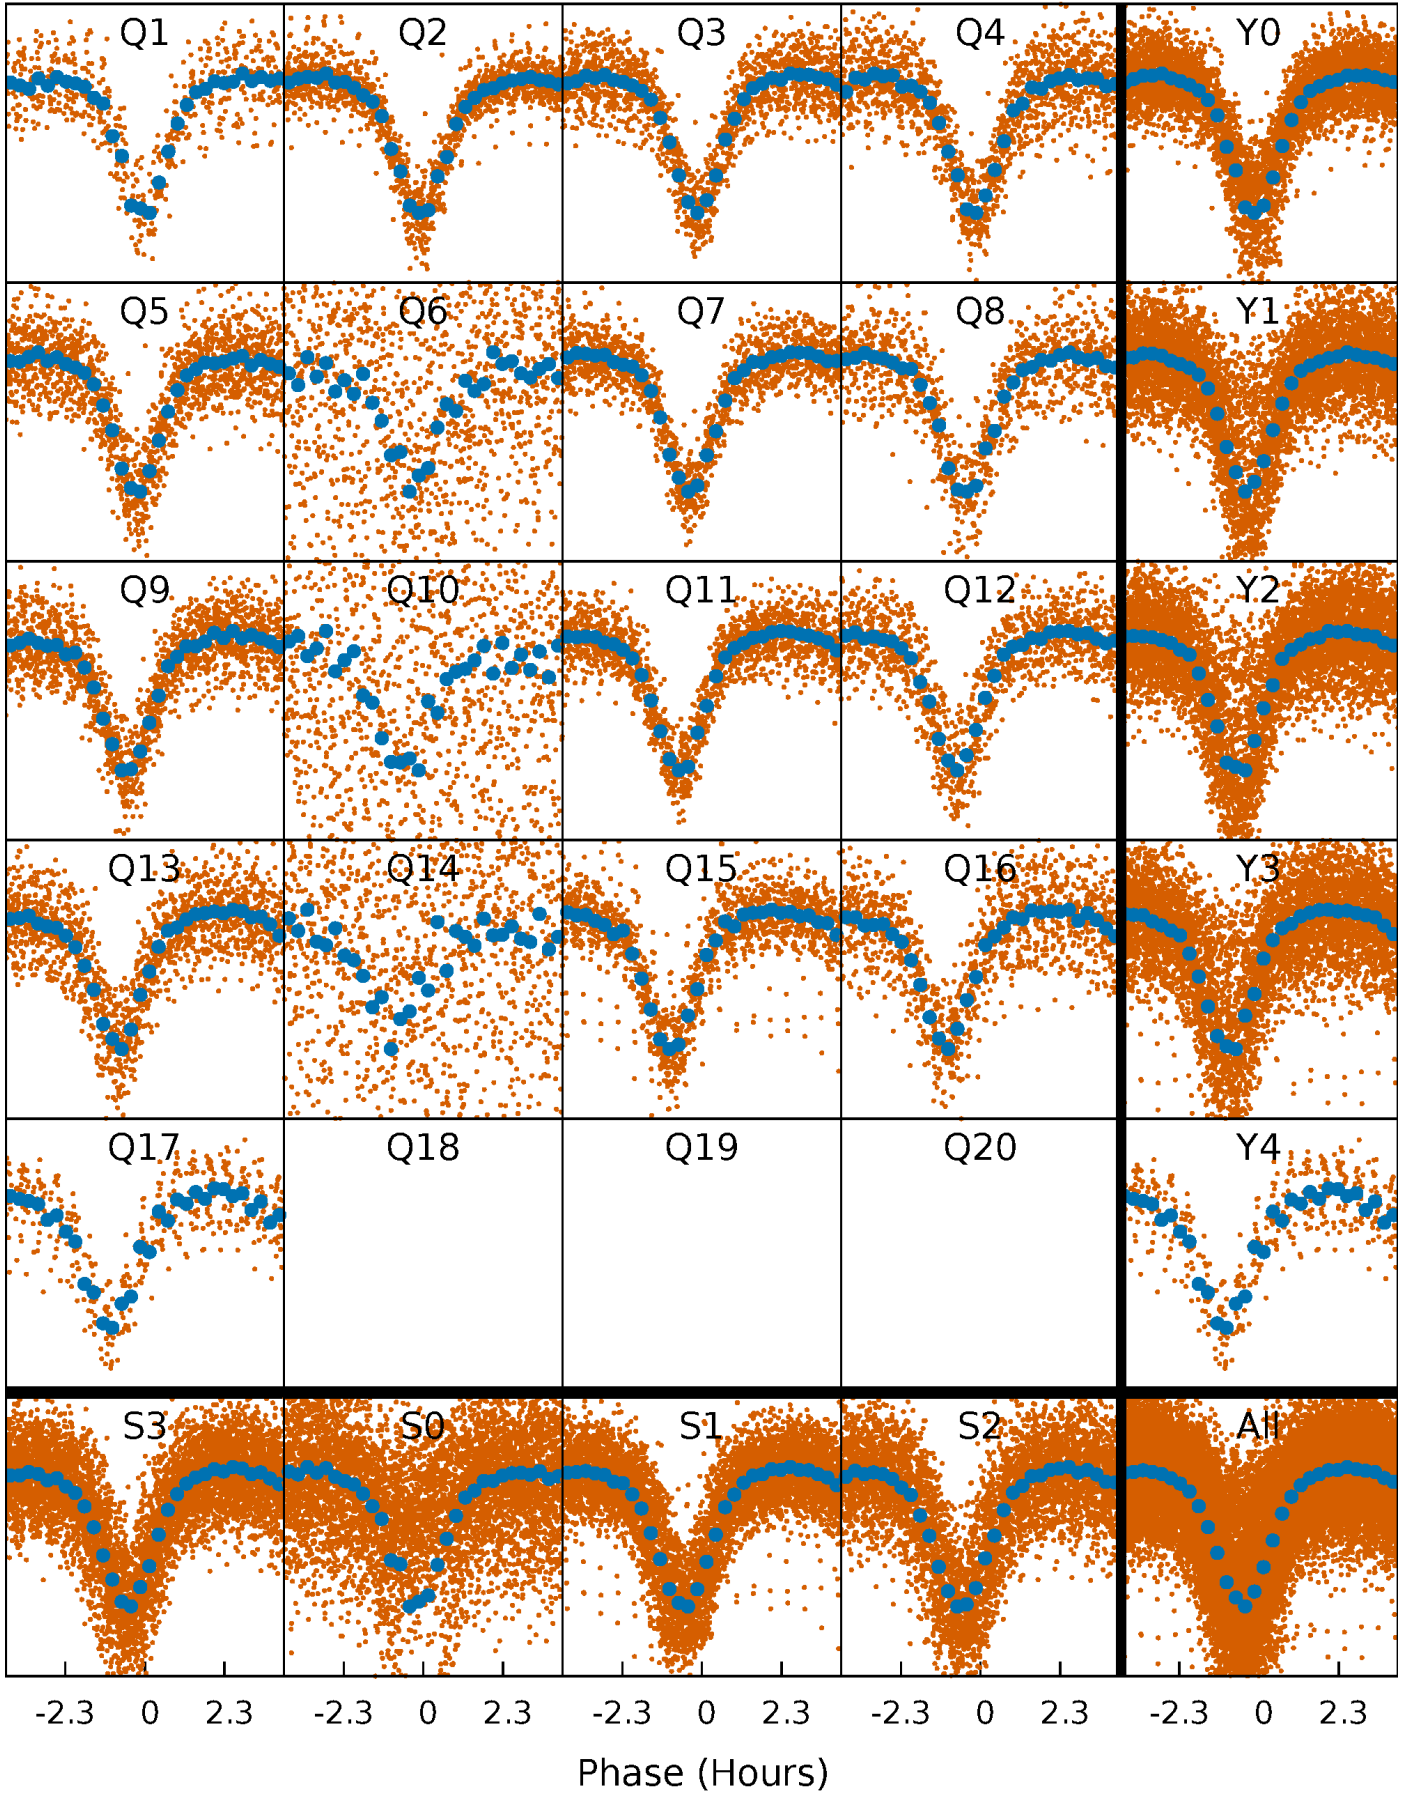 Q1 Q2 Q3 Q4 Y0
Q5 Q6 Q7 Q8 Y1
Q9 Q10 Q11 Q12 Y2
Q13 Q14 Q15 Q16 Y3
Q17 Q18 Q19 Q20 Y4
S3 S0 S1 S2 All
-2.3 0 2.3 -2.3 0 2.3 -2.3 0 2.3 -2.3 0 2.3 -2.3 0 2.3
Phase (Hours)